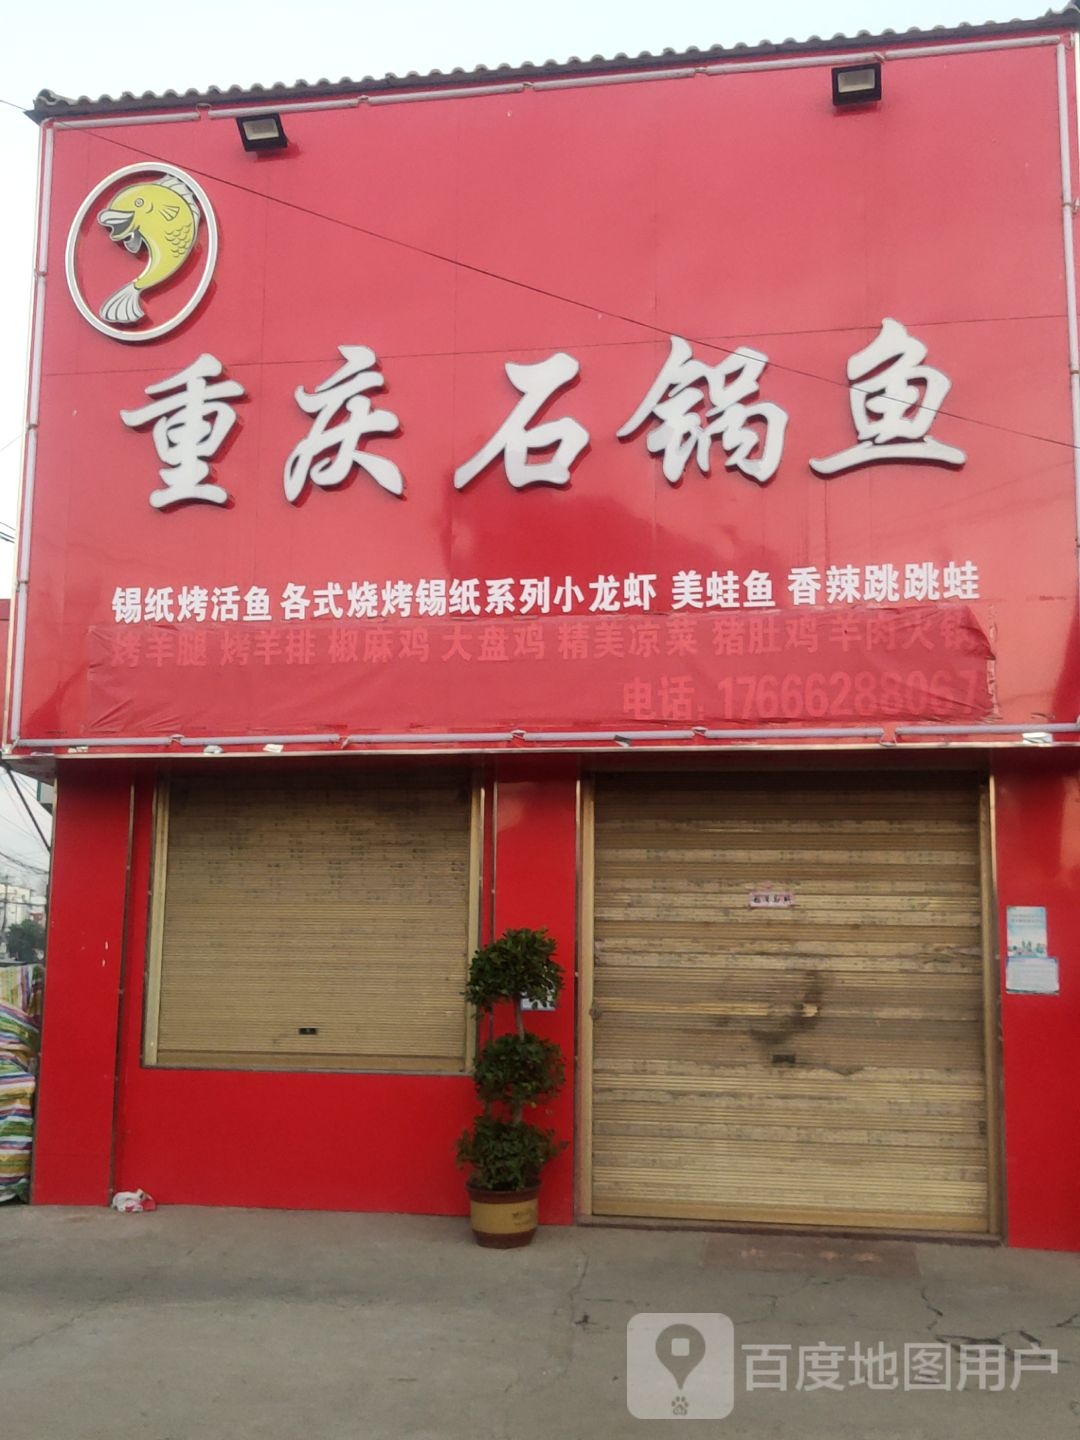 重庆石锅鱼
锡纸烤活鱼 各式烧烤锡纸系列小龙虾 美蛙鱼 香辣跳跳蛙
烤羊腿 烤羊排 椒麻鸡 大盘鸡 精美凉菜 猪肚鸡 羊肉火锅
电话 17666288067
百度地图用户